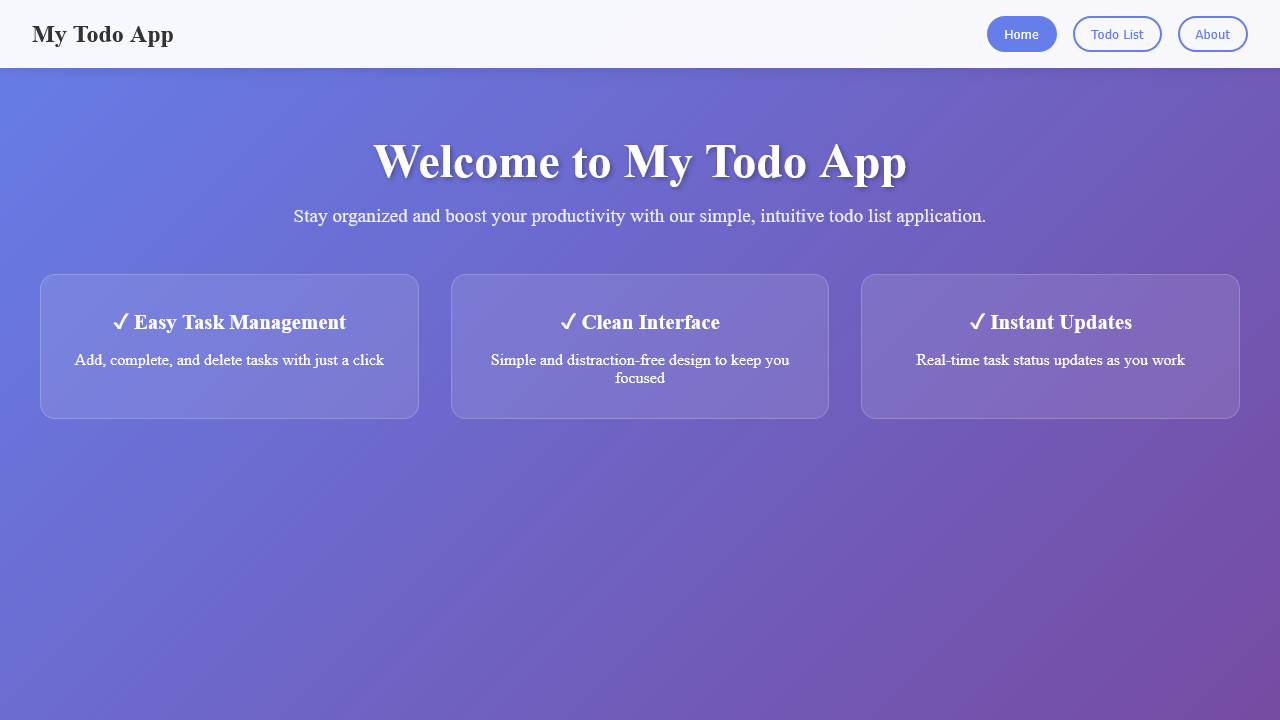 My Todo App
Home
Todo List
About
Welcome to My Todo App
Stay organized and boost your productivity with our simple, intuitive todo list application.
✓ Easy Task Management
Add, complete, and delete tasks with just a click
✓ Clean Interface
Simple and distraction-free design to keep you
focused
✓ Instant Updates
Real-time task status updates as you work